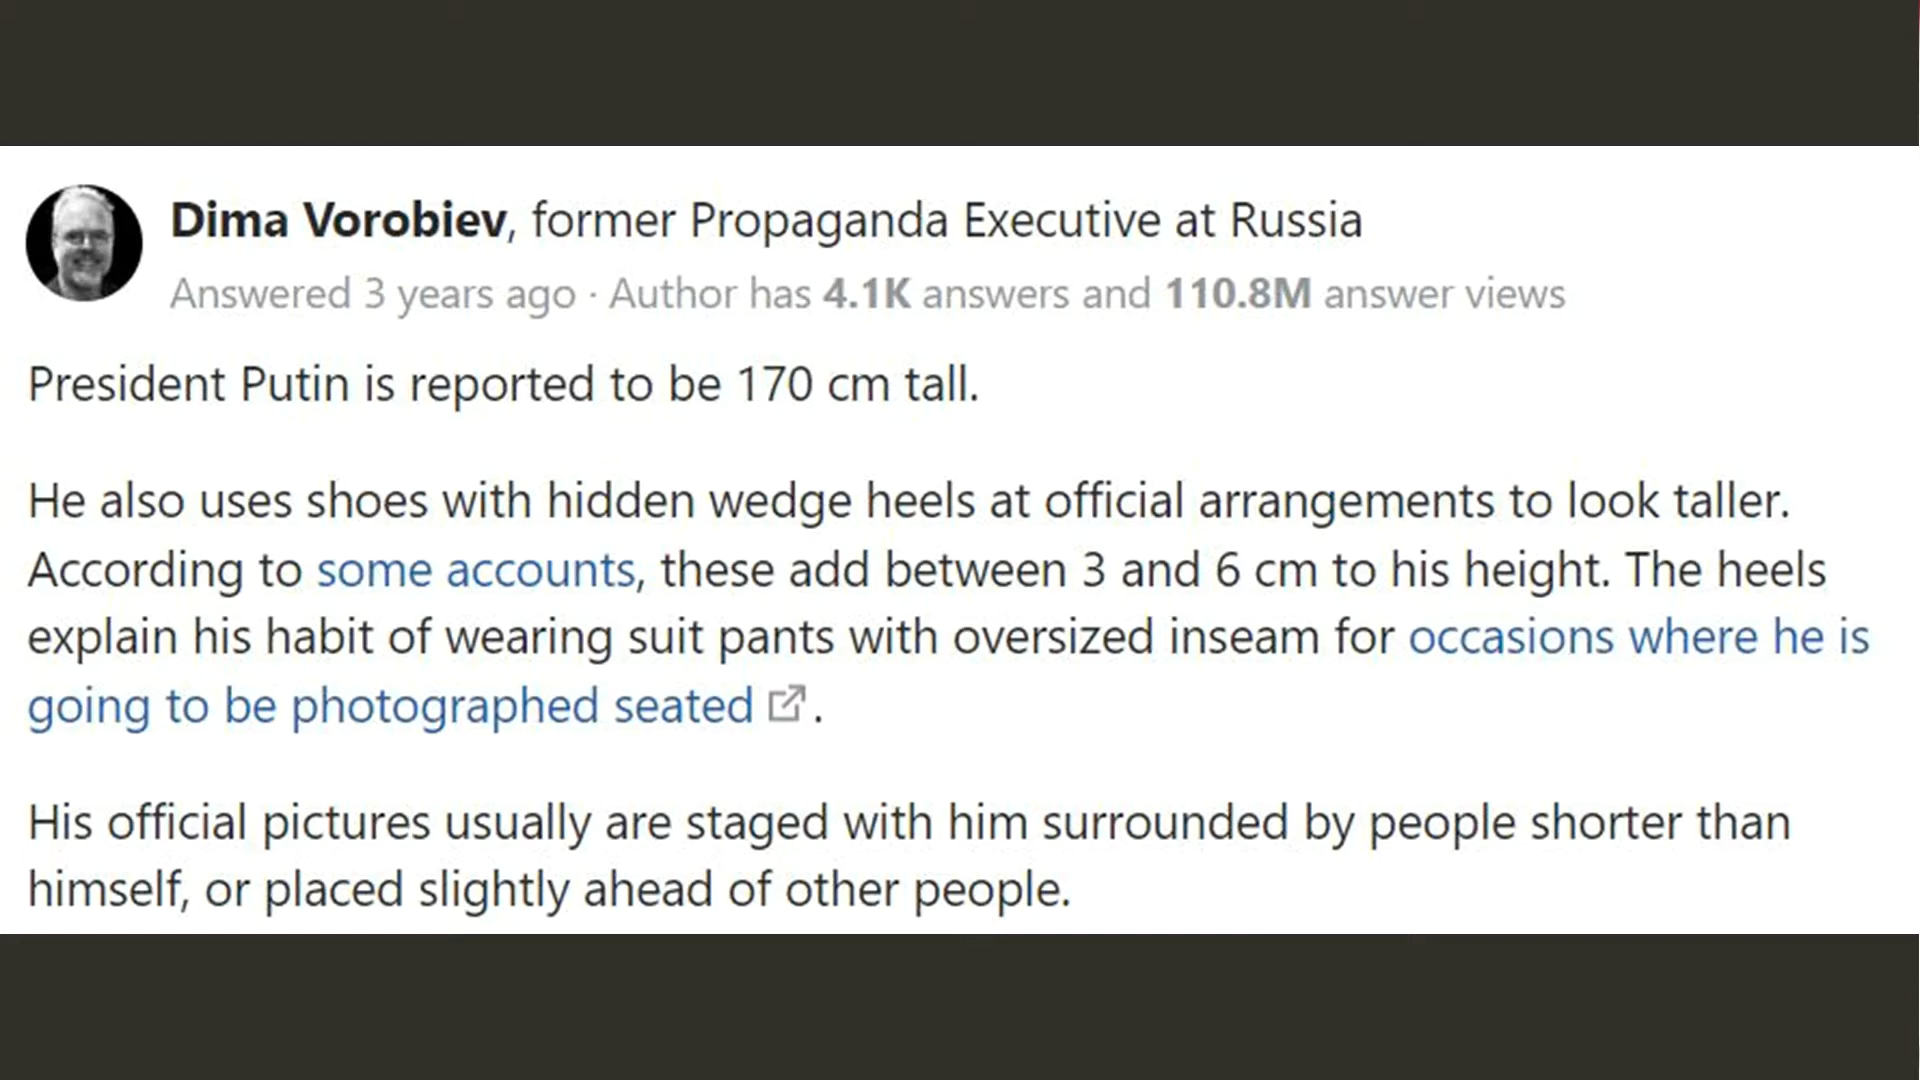 Dima Vorobiev, former Propaganda Executive at Russia
Answered 3 years ago · Author has 4.1K answers and 110.8M answer views
President Putin is reported to be 170 cm tall.
He also uses shoes with hidden wedge heels at official arrangements to look taller.
According to some accounts, these add between 3 and 6 cm to his height. The heels
explain his habit of wearing suit pants with oversized inseam for occasions where he is
going to be photographed seated.
His official pictures usually are staged with him surrounded by people shorter than
himself, or placed slightly ahead of other people.